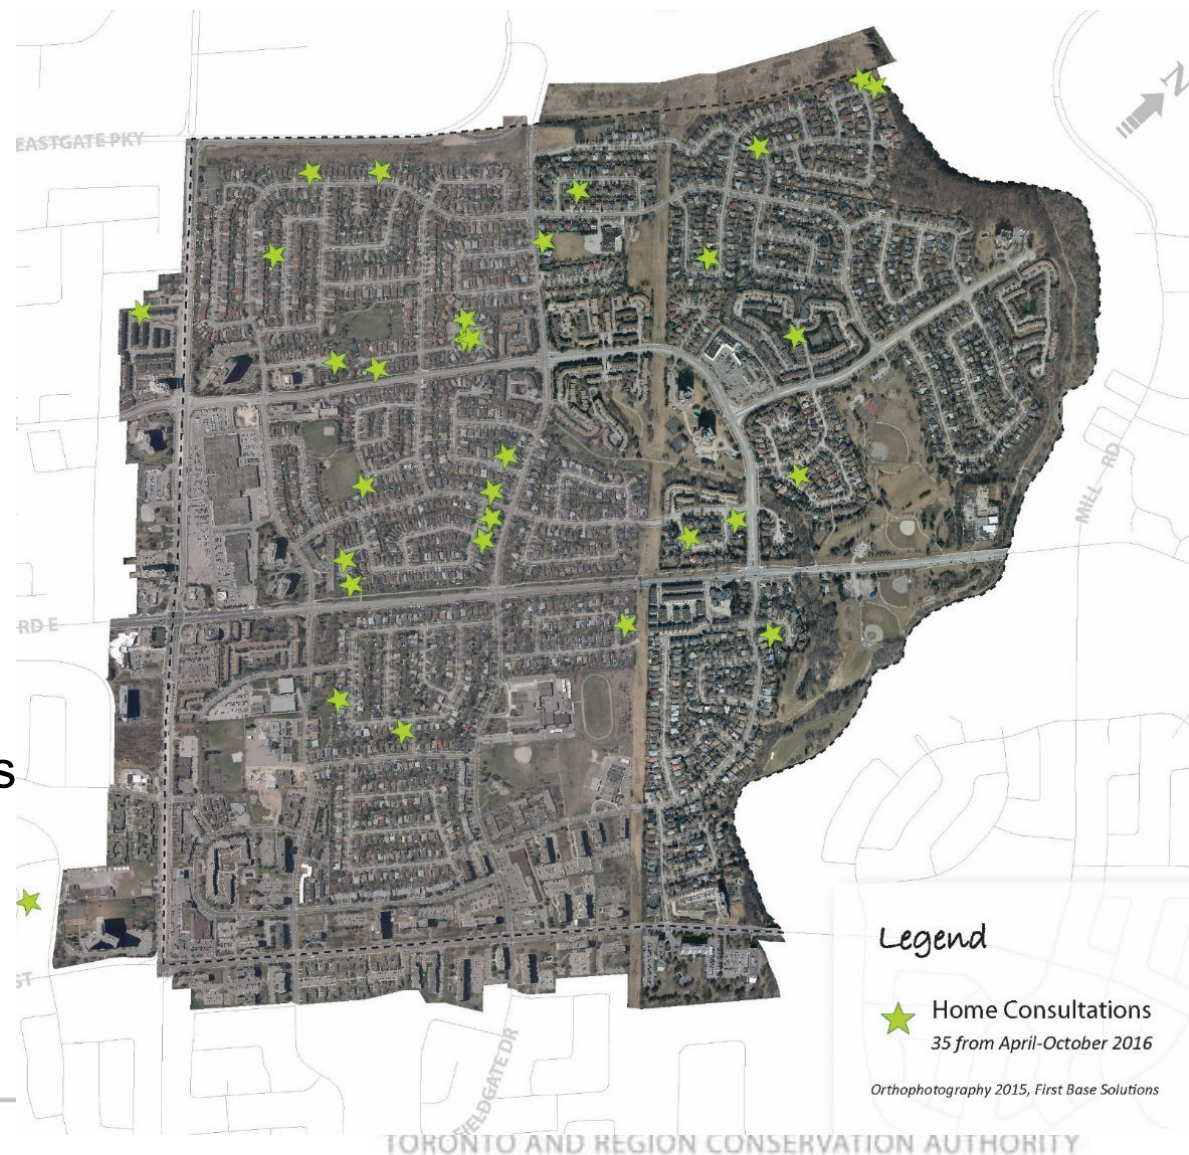 N
EASTGATE PKY
MILL RD
RD E
s
Legend
Home Consultations
35 from April-October 2016
Orthophotography 2015, First Base Solutions
FIELDGATE DR
TORONTO AND REGION CONSERVATION AUTHORITY